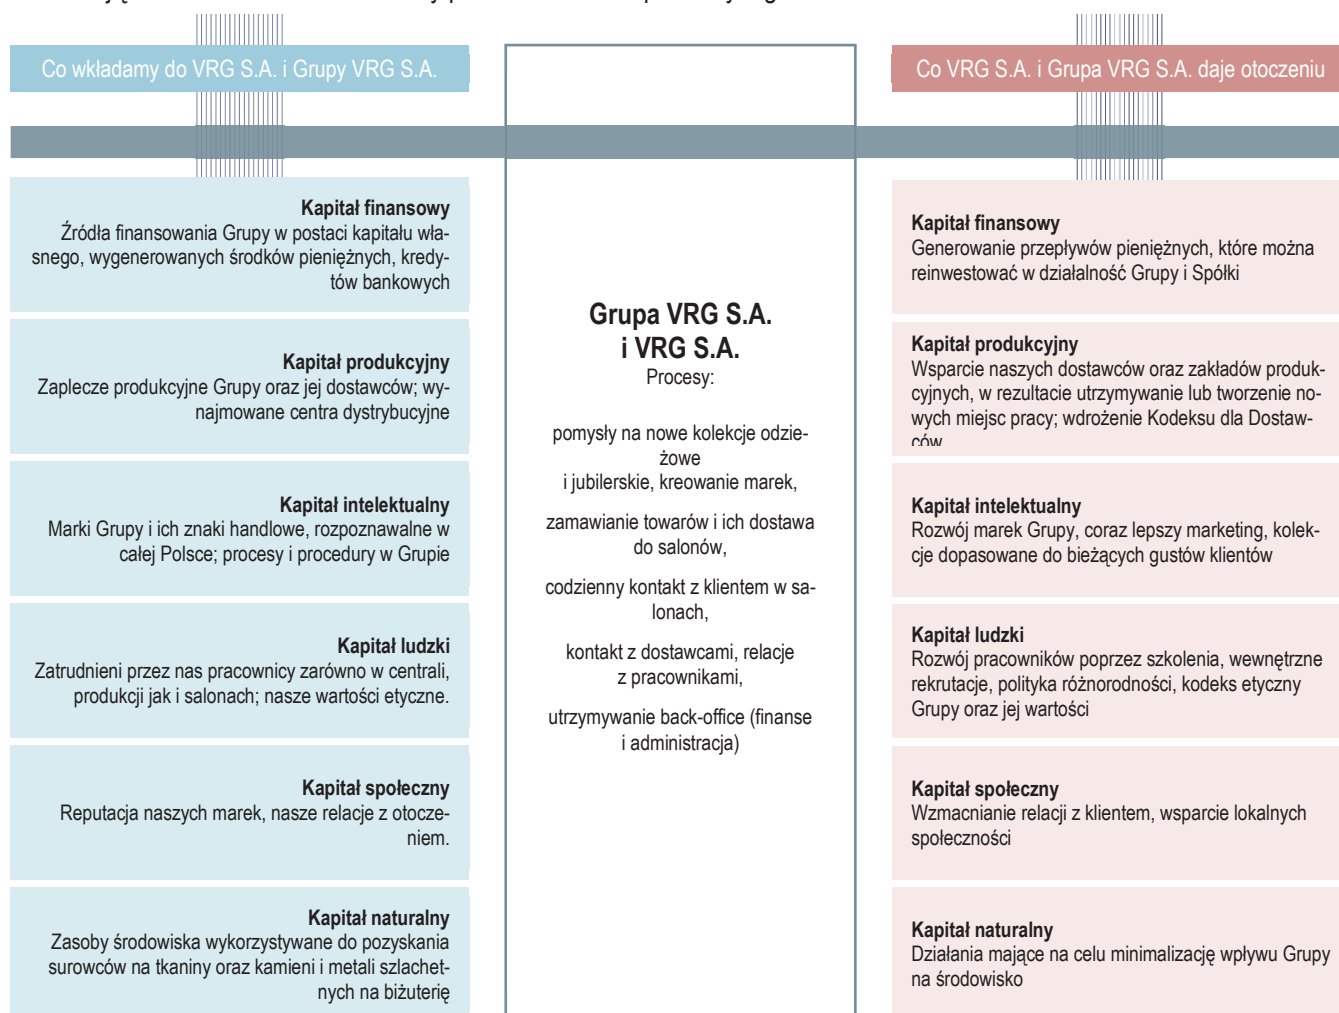 Co wkładamy do VRG S.A. i Grupy VRG S.A.
Kapitał finansowy
Źródła finansowania Grupy w postaci kapitału wła-
snego, wygenerowanych środków pieniężnych, kredy-
tów bankowych
Kapitał produkcyjny
Zaplecze produkcyjne Grupy oraz jej dostawców; wy-
najmowane centra dystrybucyjne
Kapitał intelektualny
Marki Grupy i ich znaki handlowe, rozpoznawalne w
całej Polsce; procesy i procedury w Grupie
Kapitał ludzki
Zatrudnieni przez nas pracownicy zarówno w centrali,
produkcji jak i salonach; nasze wartości etyczne.
Kapitał społeczny
Reputacja naszych marek, nasze relacje z otocze-
niem.
Kapitał naturalny
Zasoby środowiska wykorzystywane do pozyskania
surowców na tkaniny oraz kamieni i metali szlachet-
nych na biżuterię
Grupa VRG S.A.
i VRG S.A.
Procesy:
pomysły na nowe kolekcje odzie-
żowe
i jubilerskie, kreowanie marek,
zamawianie towarów i ich dostawa
do salonów,
codzienny kontakt z klientem w sa-
lonach,
kontakt z dostawcami, relacje
z pracownikami,
utrzymywanie back-office (finanse
i administracja)
Co VRG S.A. i Grupa VRG S.A. daje otoczeniu
Kapitał finansowy
Generowanie przepływów pieniężnych, które można
reinwestować w działalność Grupy i Spółki
Kapitał produkcyjny
Wsparcie naszych dostawców oraz zakładów produk-
cyjnych, w rezultacie utrzymywanie lub tworzenie no-
wych miejsc pracy; wdrożenie Kodeksu dla Dostaw-
ców
Kapitał intelektualny
Rozwój marek Grupy, coraz lepszy marketing, kolek-
cje dopasowane do bieżących gustów klientów
Kapitał ludzki
Rozwój pracowników poprzez szkolenia, wewnętrzne
rekrutacje, polityka różnorodności, kodeks etyczny
Grupy oraz jej wartości
Kapitał społeczny
Wzmacnianie relacji z klientem, wsparcie lokalnych
społeczności
Kapitał naturalny
Działania mające na celu minimalizację wpływu Grupy
na środowisko